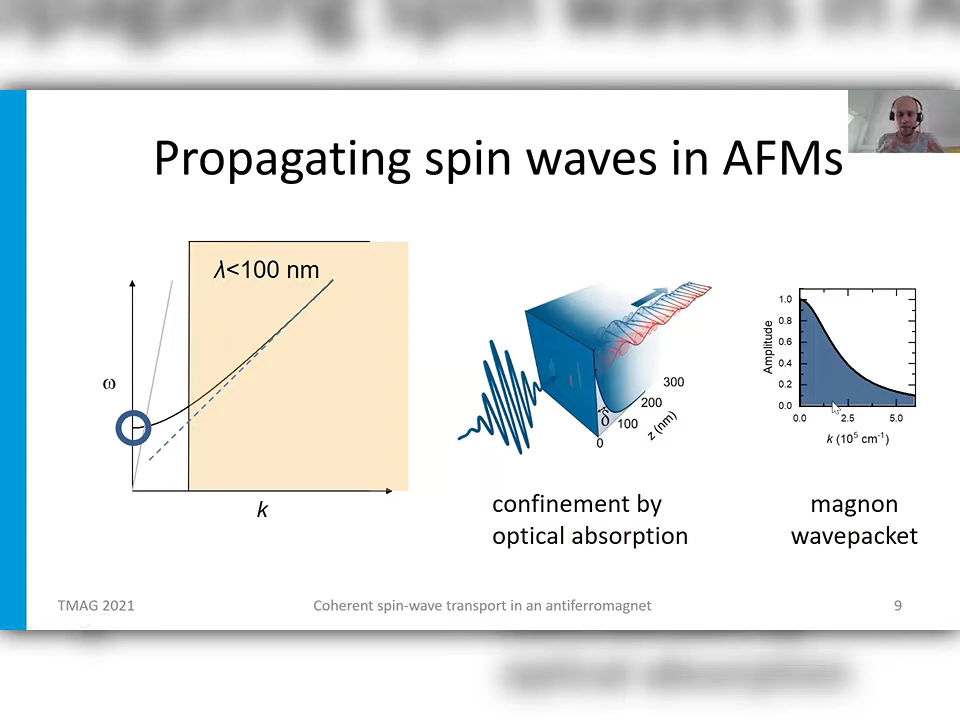 Propagating spin waves in AFMs
λ<100 nm
ω
k
δ
0
100
200
300
z (nm)
confinement by
optical absorption
Amplitude
1.0
0.8
0.6
0.4
0.2
0.0
0.0 2.5 5.0
k (10⁵ cm⁻¹)
magnon
wavepacket
TMAG 2021 Coherent spin-wave transport in an antiferromagnet 9